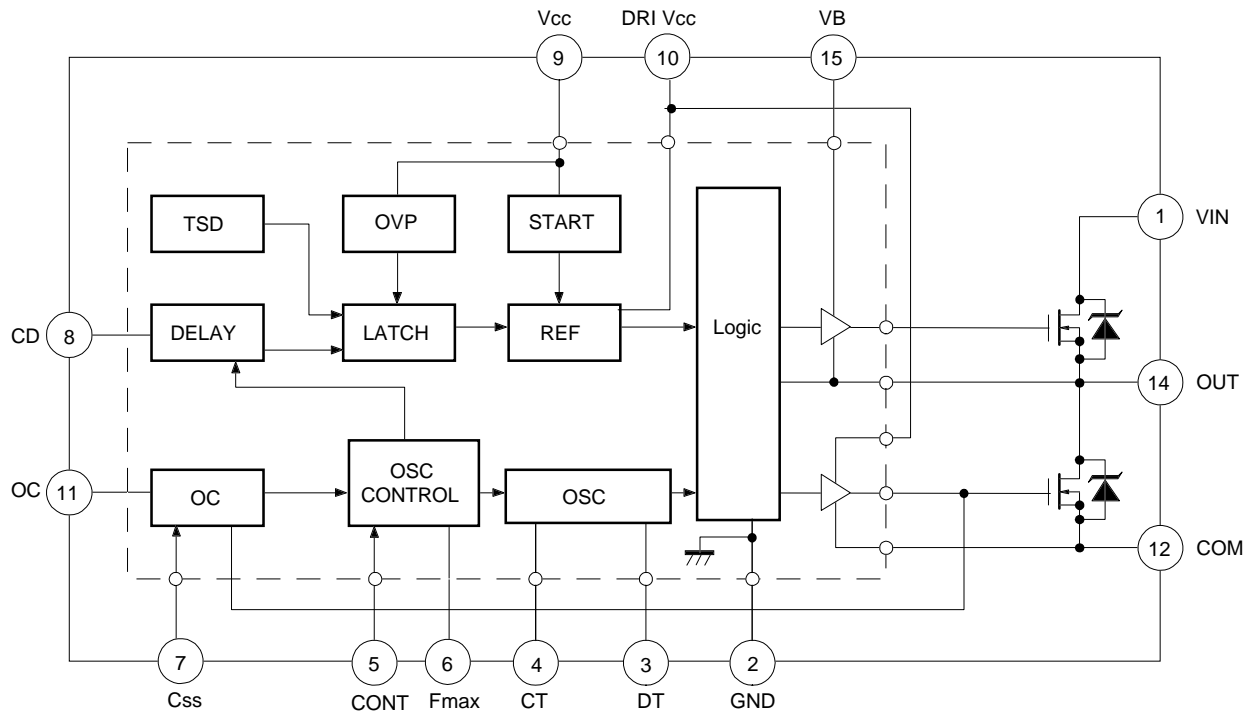 Vcc
DRI Vcc
VB
9
10
15
TSD
OVP
START
1
VIN
CD
8
DELAY
LATCH
REF
Logic
14
OUT
OC
11
OC
OSC
CONTROL
OSC
12
COM
7
5
6
4
3
2
Css
CONT
Fmax
CT
DT
GND